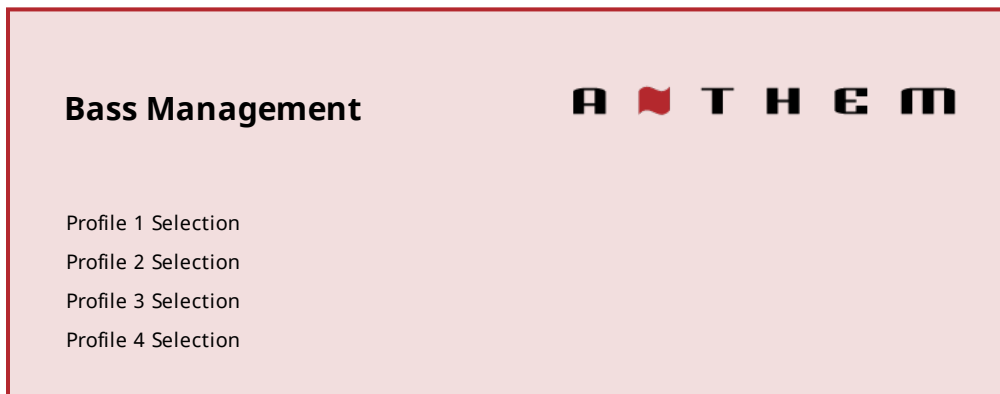 Bass Management
ANTHEM
Profile 1 Selection
Profile 2 Selection
Profile 3 Selection
Profile 4 Selection